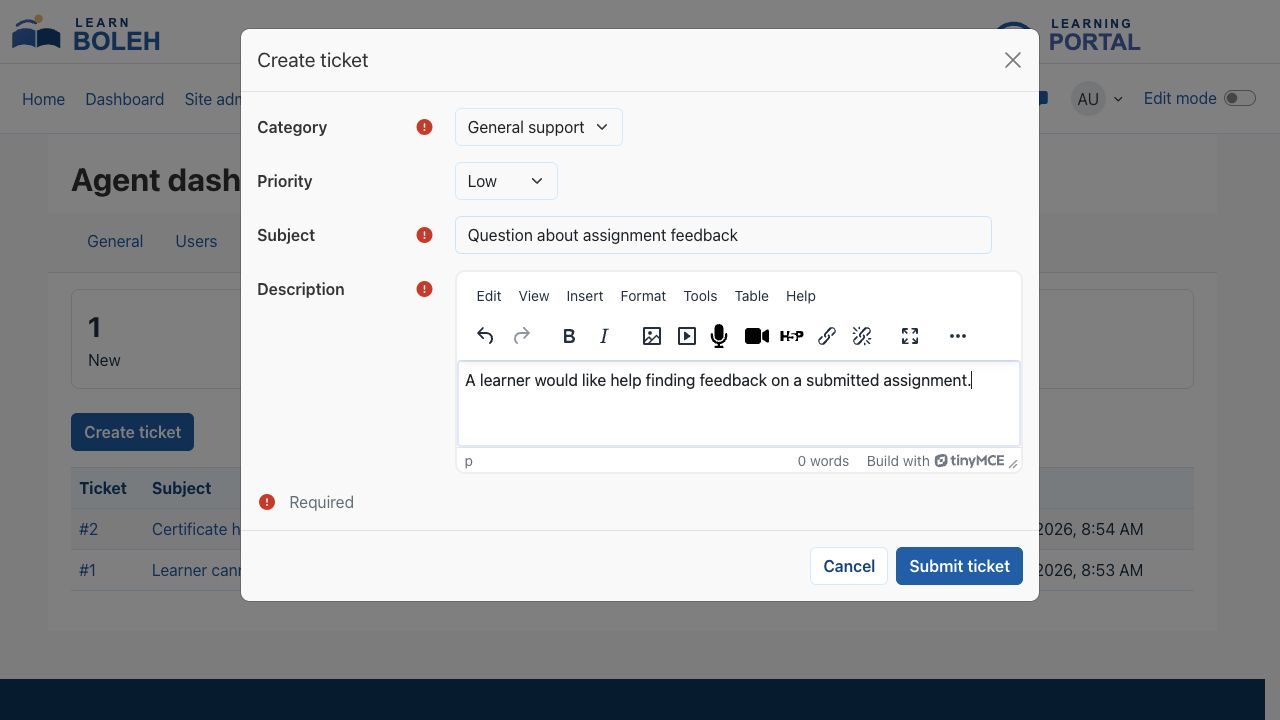 LEARN
BOLEH
LEARNING
PORTAL
Home
Dashboard
Site adm
AU
Edit mode
Agent dash
General
Users
1
New
Create ticket
Ticket
Subject
#2
Certificate h
2026, 8:54 AM
#1
Learner cann
2026, 8:53 AM
Create ticket
Category
General support
Priority
Low
Subject
Question about assignment feedback
Description
Edit
View
Insert
Format
Tools
Table
Help
B
I
H5P
A learner would like help finding feedback on a submitted assignment.
p
0 words
Build with tinyMCE
Required
Cancel
Submit ticket